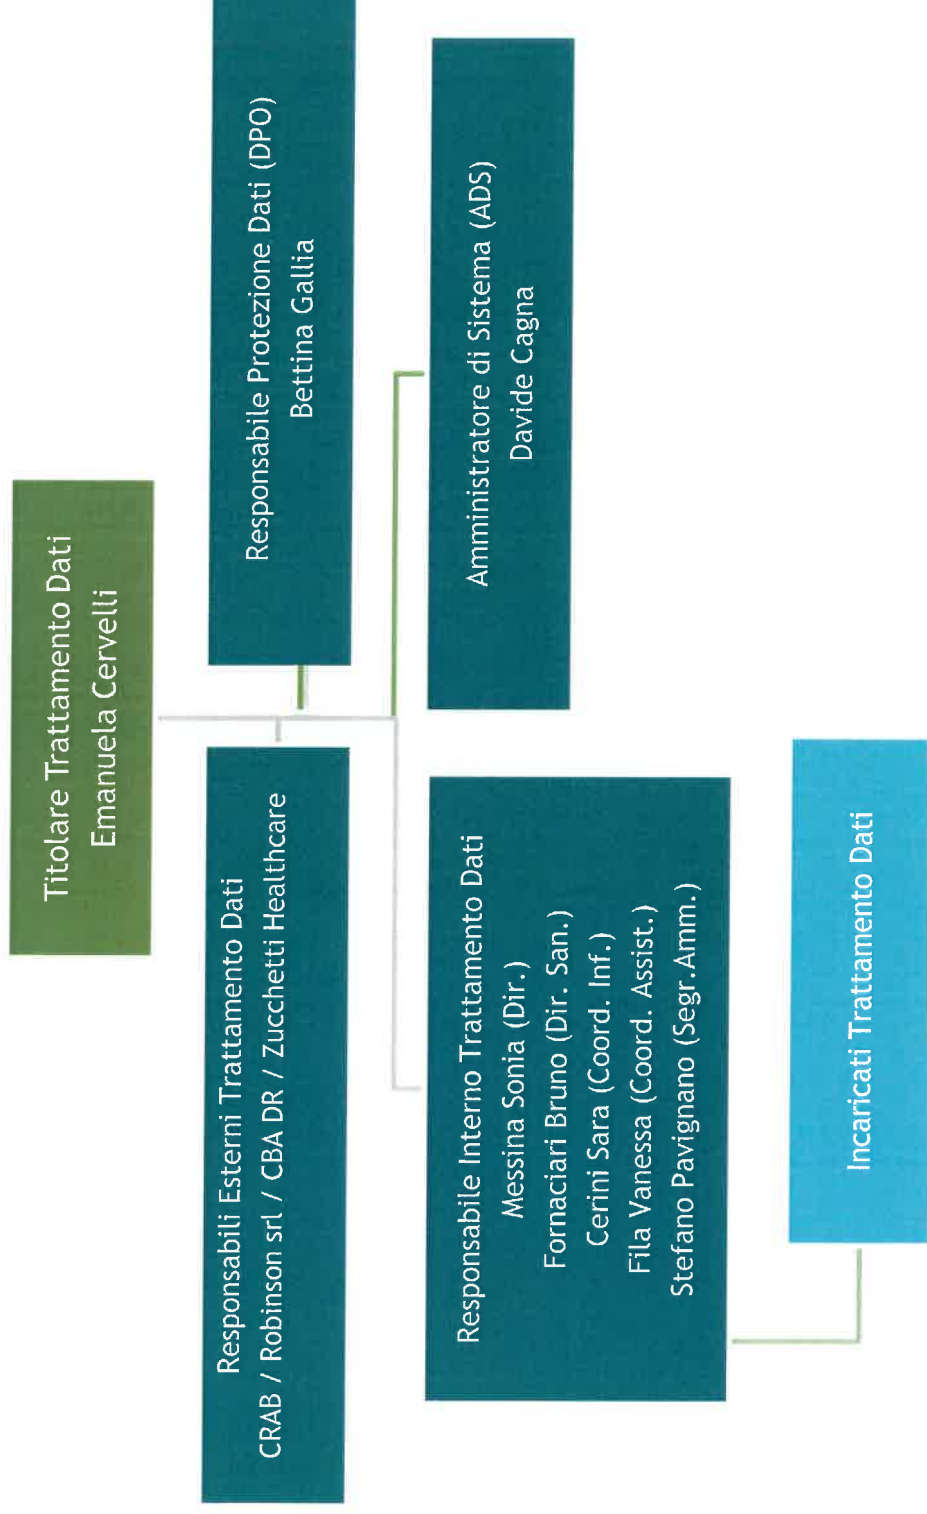 Titolare Trattamento Dati
Emanuela Cervelli
Responsabili Esterni Trattamento Dati
CRAB / Robinson srl / CBA DR / Zucchetti Healthcare
Responsabile Protezione Dati (DPO)
Bettina Gallia
Responsabile Interno Trattamento Dati
Messina Sonia (Dir.)
Fornaciari Bruno (Dir. San.)
Cerini Sara (Coord. Inf.)
Fila Vanessa (Coord. Assist.)
Stefano Pavignano (Segr.Amm.)
Amministratore di Sistema (ADS)
Davide Cagna
Incaricati Trattamento Dati